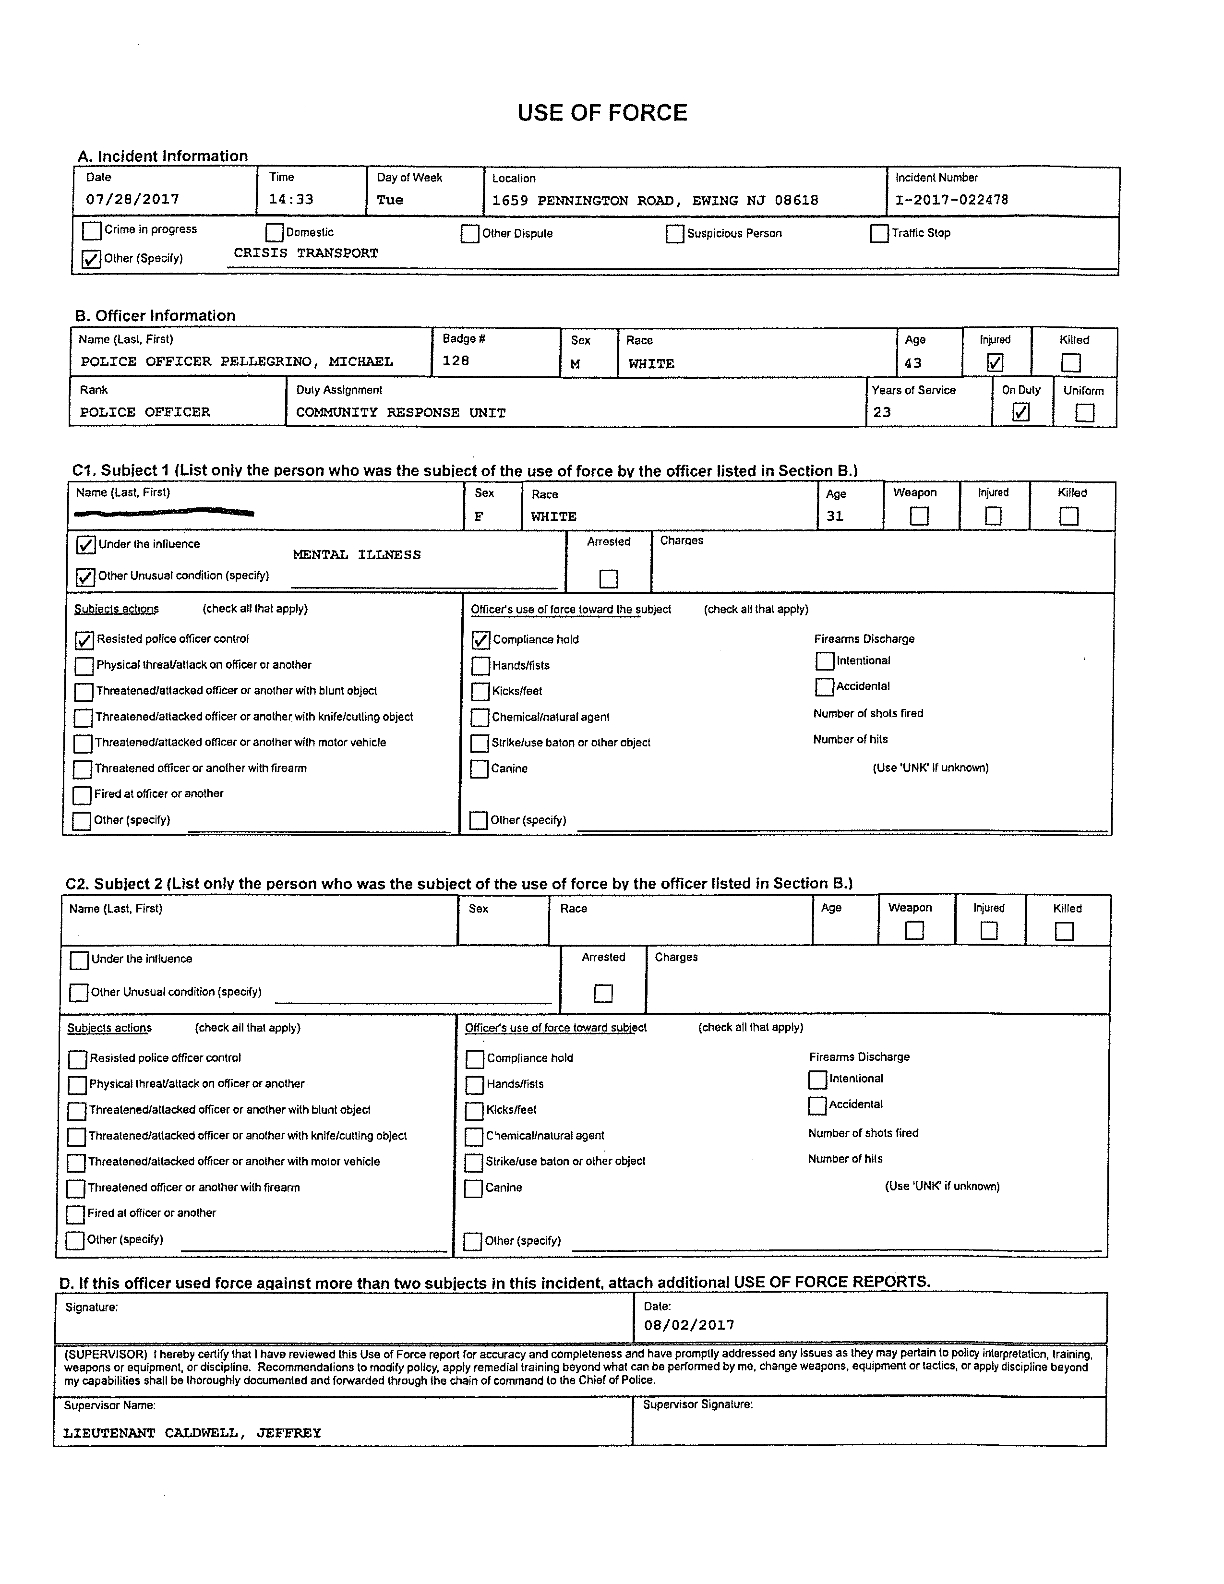 USE OF FORCE
A. Incident Information
Date Time Day of Week Location Incident Number
07/28/2017 14:33 Tue 1659 PENNINGTON ROAD, EWING NJ 08618 I-2017-022478
Crime in progress Domestic Other Dispute Suspicious Person Traffic Stop
Other (Specify) CRISIS TRANSPORT
B. Officer Information
Name (Last, First) Badge # Sex Race Age Injured Killed
POLICE OFFICER PELLEGRINO, MICHAEL 128 M WHITE 43
Rank Duty Assignment Years of Service On Duty Uniform
POLICE OFFICER COMMUNITY RESPONSE UNIT 23
C1. Subject 1 (List only the person who was the subject of the use of force by the officer listed in Section B.)
Name (Last, First) Sex Race Age Weapon Injured Killed
F WHITE 31
Under the influence Arrested Charges
MENTAL ILLNESS
Other Unusual condition (specify)
Subjects actions (check all that apply) Officer's use of force toward the subject (check all that apply)
Resisted police officer control Compliance hold Firearms Discharge
Physical threat/attack on officer or another Hands/fists Intentional
Threatened/attacked officer or another with blunt object Kicks/feet Accidental
Threatened/attacked officer or another with knife/cutting object Chemical/natural agent Number of shots fired
Threatened/attacked officer or another with motor vehicle Strike/use baton or other object Number of hits
Threatened officer or another with firearm Canine (Use 'UNK' if unknown)
Fired at officer or another
Other (specify) Other (specify)
C2. Subject 2 (List only the person who was the subject of the use of force by the officer listed in Section B.)
Name (Last, First) Sex Race Age Weapon Injured Killed
Under the influence Arrested Charges
Other Unusual condition (specify)
Subjects actions (check all that apply) Officer's use of force toward subject (check all that apply)
Resisted police officer control Compliance hold Firearms Discharge
Physical threat/attack on officer or another Hands/fists Intentional
Threatened/attacked officer or another with blunt object Kicks/feet Accidental
Threatened/attacked officer or another with knife/cutting object Chemical/natural agent Number of shots fired
Threatened/attacked officer or another with motor vehicle Strike/use baton or other object Number of hits
Threatened officer or another with firearm Canine (Use 'UNK' if unknown)
Fired at officer or another
Other (specify) Other (specify)
D. If this officer used force against more than two subjects in this incident, attach additional USE OF FORCE REPORTS.
Signature: Date:
08/02/2017
(SUPERVISOR) I hereby certify that I have reviewed this Use of Force report for accuracy and completeness and have promptly addressed any issues as they may pertain to policy interpretation, training,
weapons or equipment, or discipline. Recommendations to modify policy, apply remedial training beyond what can be performed by me, change weapons, equipment or tactics, or apply discipline beyond
my capabilities shall be thoroughly documented and forwarded through the chain of command to the Chief of Police.
Supervisor Name: Supervisor Signature:
LIEUTENANT CALDWELL, JEFFREY